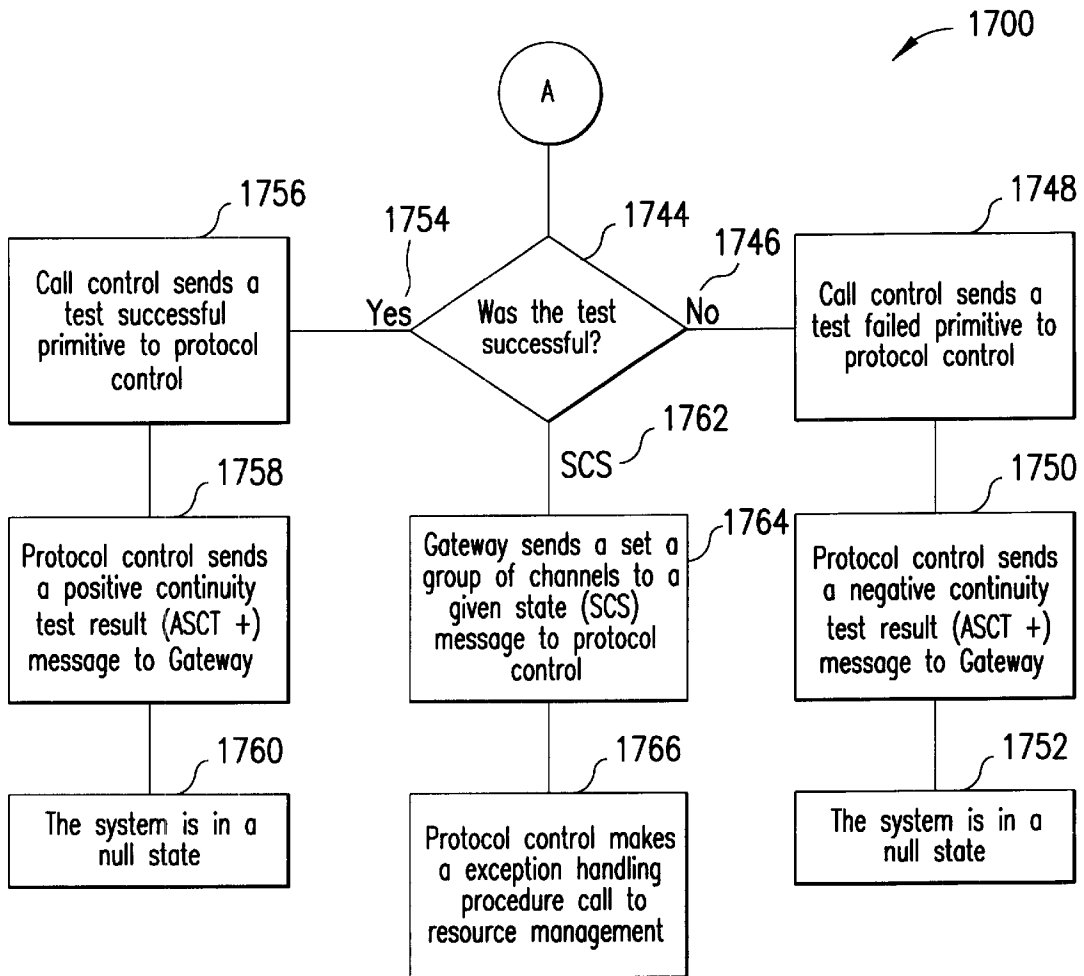 1700
A
1756
1754
1744
1746
1748
Call control sends a
test successful
primitive to protocol
control
Yes
Was the test
successful?
No
Call control sends a
test failed primitive to
protocol control
1762
SCS
1758
Protocol control sends
a positive continuity
test result (ASCT +)
message to Gateway
1764
Gateway sends a set a
group of channels to a
given state (SCS)
message to protocol
control
1750
Protocol control sends
a negative continuity
test result (ASCT +)
message to Gateway
1760
The system is in a
null state
1766
Protocol control makes
a exception handling
procedure call to
resource management
1752
The system is in a
null state